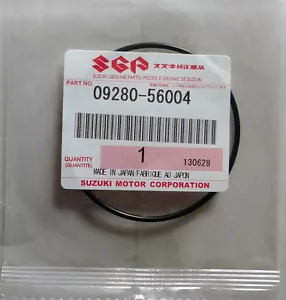 SGP スズキ純正部品
SUZUKI GENUINE PARTS/PIECES D'ORIGINE DE SUZUKI
PART NO.
09280-56004
QUANTITY
(QUANTITÉ)
1
130628
MADE IN JAPAN/FABRIQUE AU JAPON
SUZUKI MOTOR CORPORATION